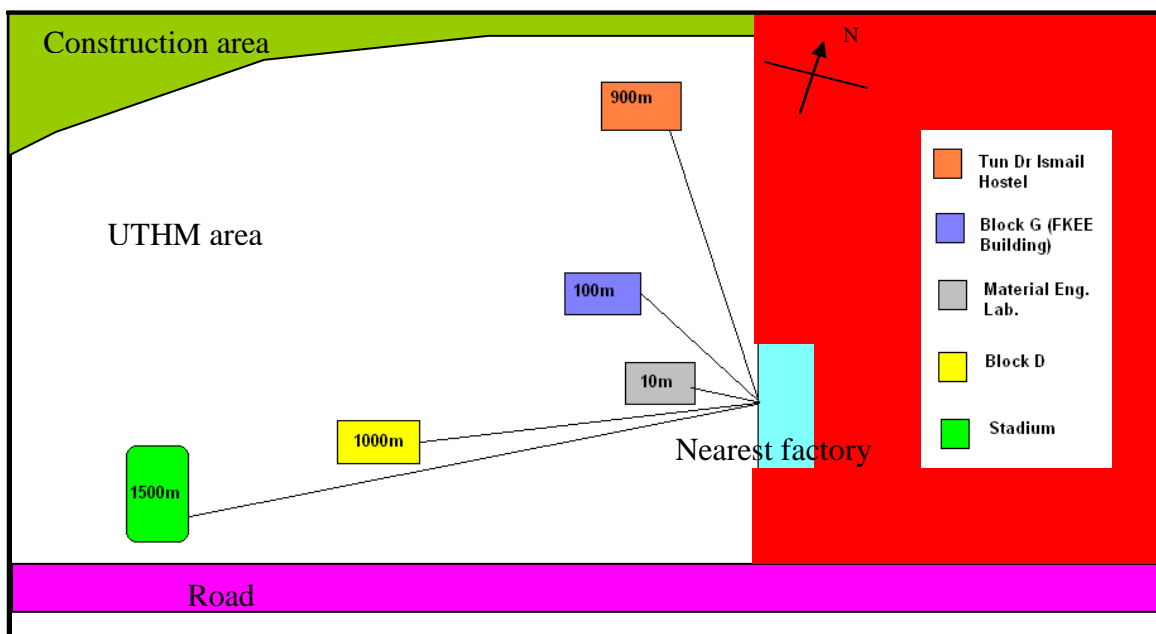 Construction area
N
900m
Tun Dr Ismail
Hostel
UTHM area
Block G (FKEE
Building)
100m
Material Eng.
Lab.
10m
Block D
1000m
Nearest factory
Stadium
1500m
Road